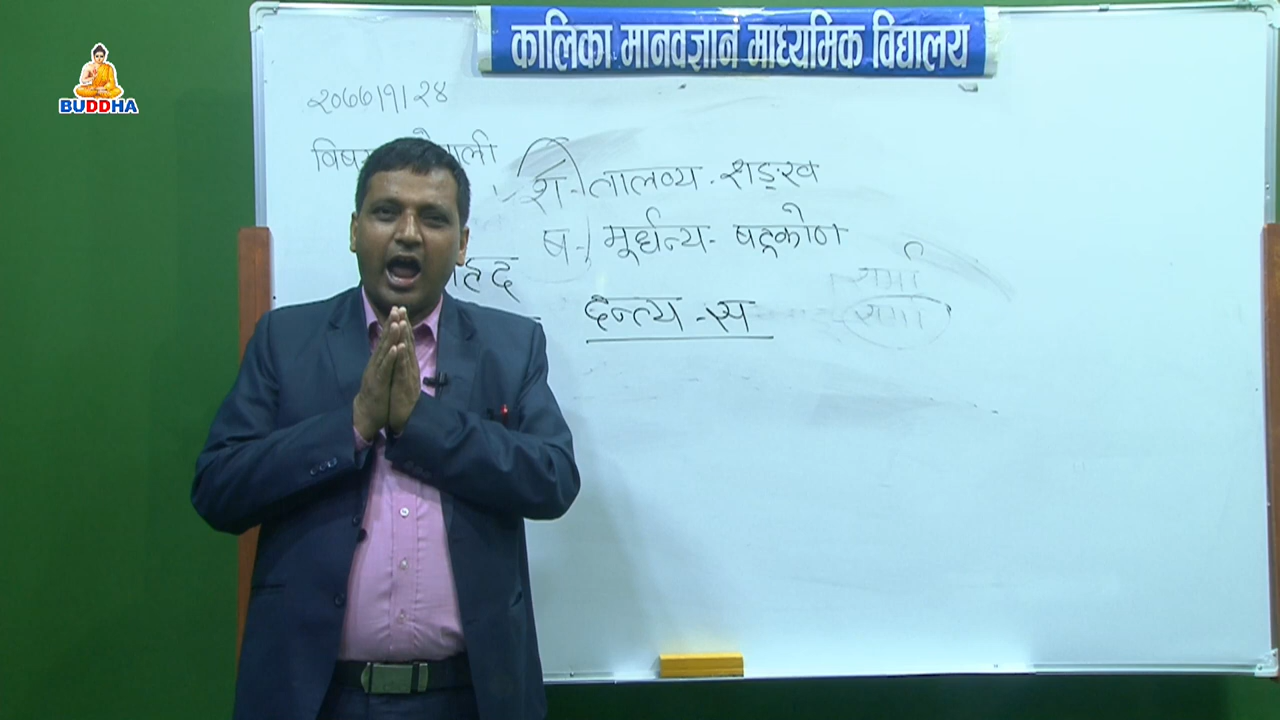 BUDDHA
कालिका मानवज्ञान माध्यमिक विद्यालय
२०७७।१।२४
श - तालव्य - शङ्ख
ष - मूर्धन्य - षट्कोण
दन्त्य - स